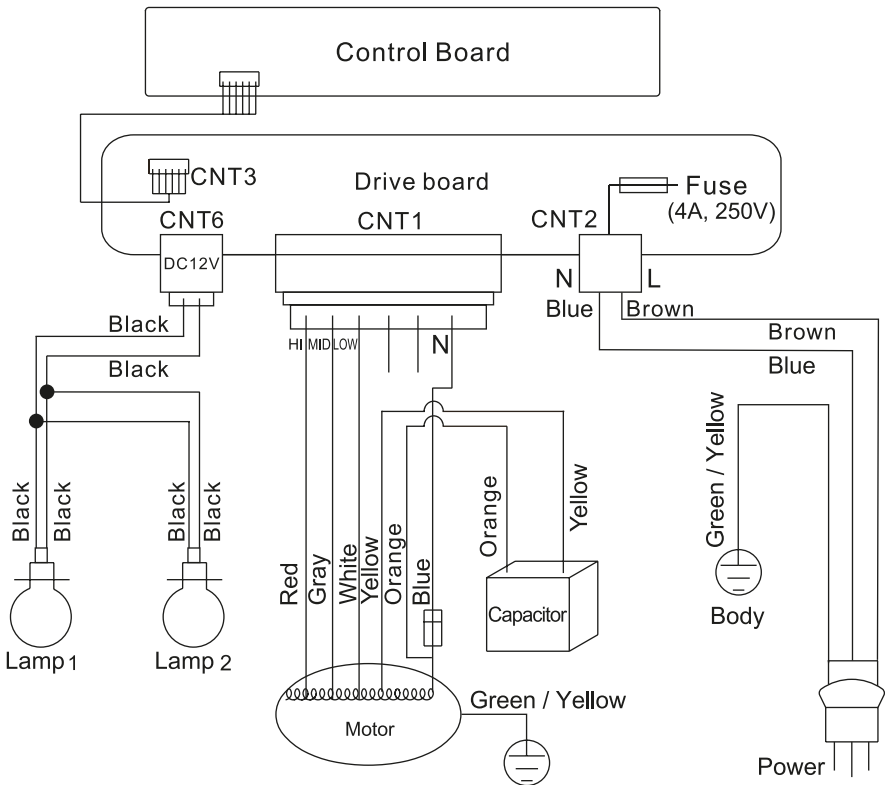 Control Board
CNT3
Drive board
Fuse
(4A, 250V)
CNT6
CNT1
CNT2
DC12V
N
L
Blue
Brown
Black
HI
MID
LOW
N
Brown
Black
Blue
Black
Black
Black
Black
Red
Gray
White
Yellow
Orange
Blue
Orange
Yellow
Green / Yellow
Capacitor
Body
Lamp 1
Lamp 2
Green / Yellow
Motor
Power